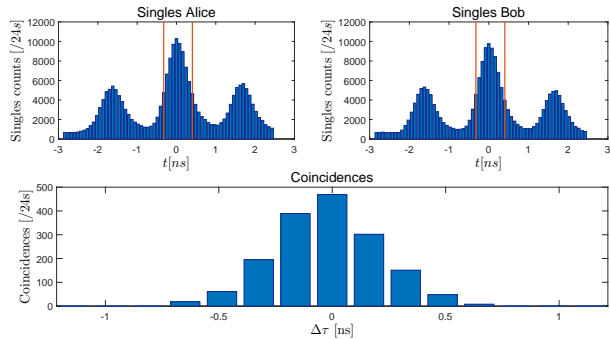 Singles Alice
Singles counts [/24s]
12000
10000
8000
6000
4000
2000
0
-3 -2 -1 0 1 2 3
t[ns]
Singles Bob
Singles counts [/24s]
12000
10000
8000
6000
4000
2000
0
-3 -2 -1 0 1 2 3
t[ns]
Coincidences
Coincidences [/24s]
500
400
300
200
100
0
-1 -0.5 0 0.5 1
Δτ [ns]